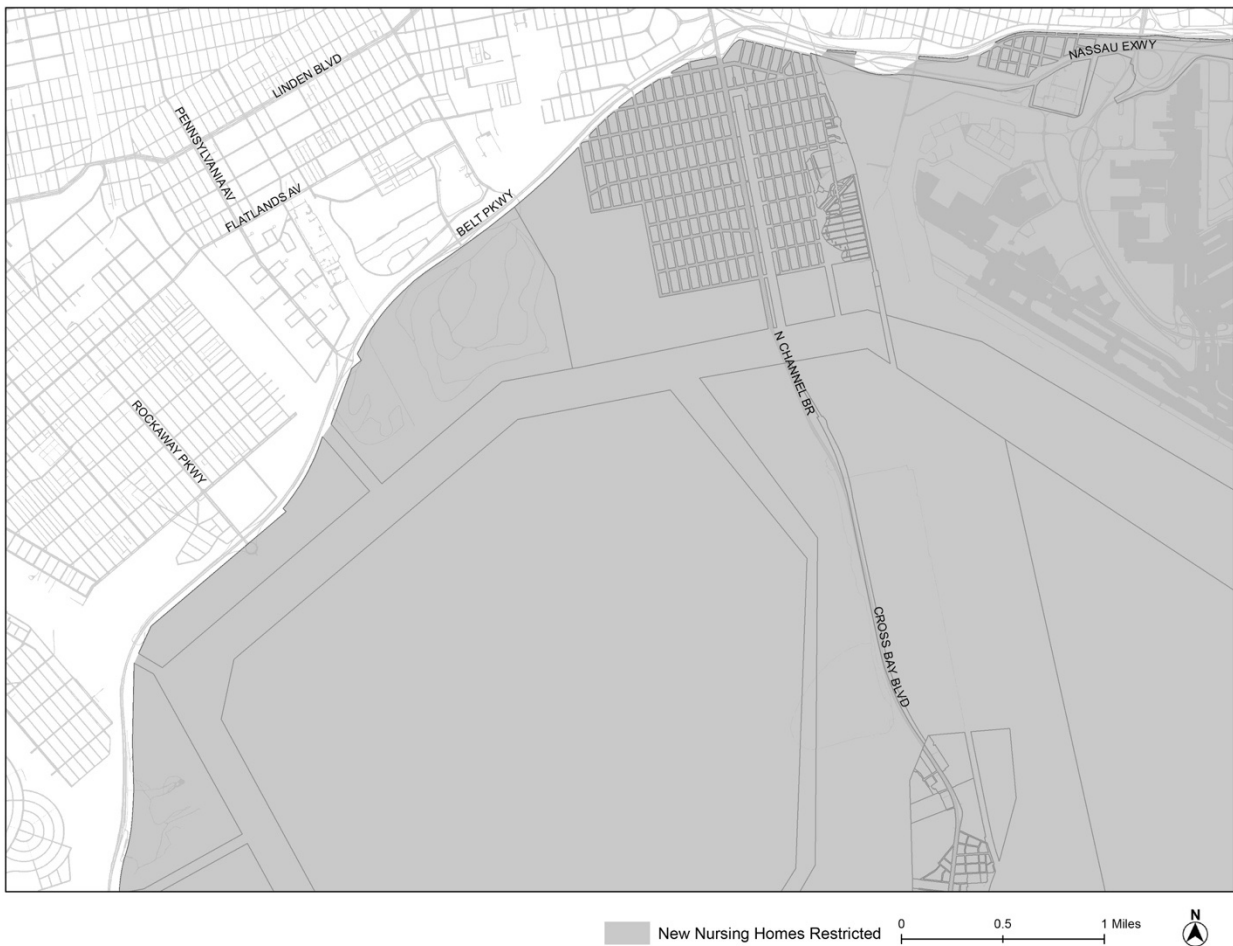 NASSAU EXWY
LINDEN BLVD
PENNSYLVANIA AV
FLATLANDS AV
BELT PKWY
N CHANNEL BR
ROCKAWAY PKWY
CROSS BAY BLVD
New Nursing Homes Restricted
0 0.5 1 Miles
N